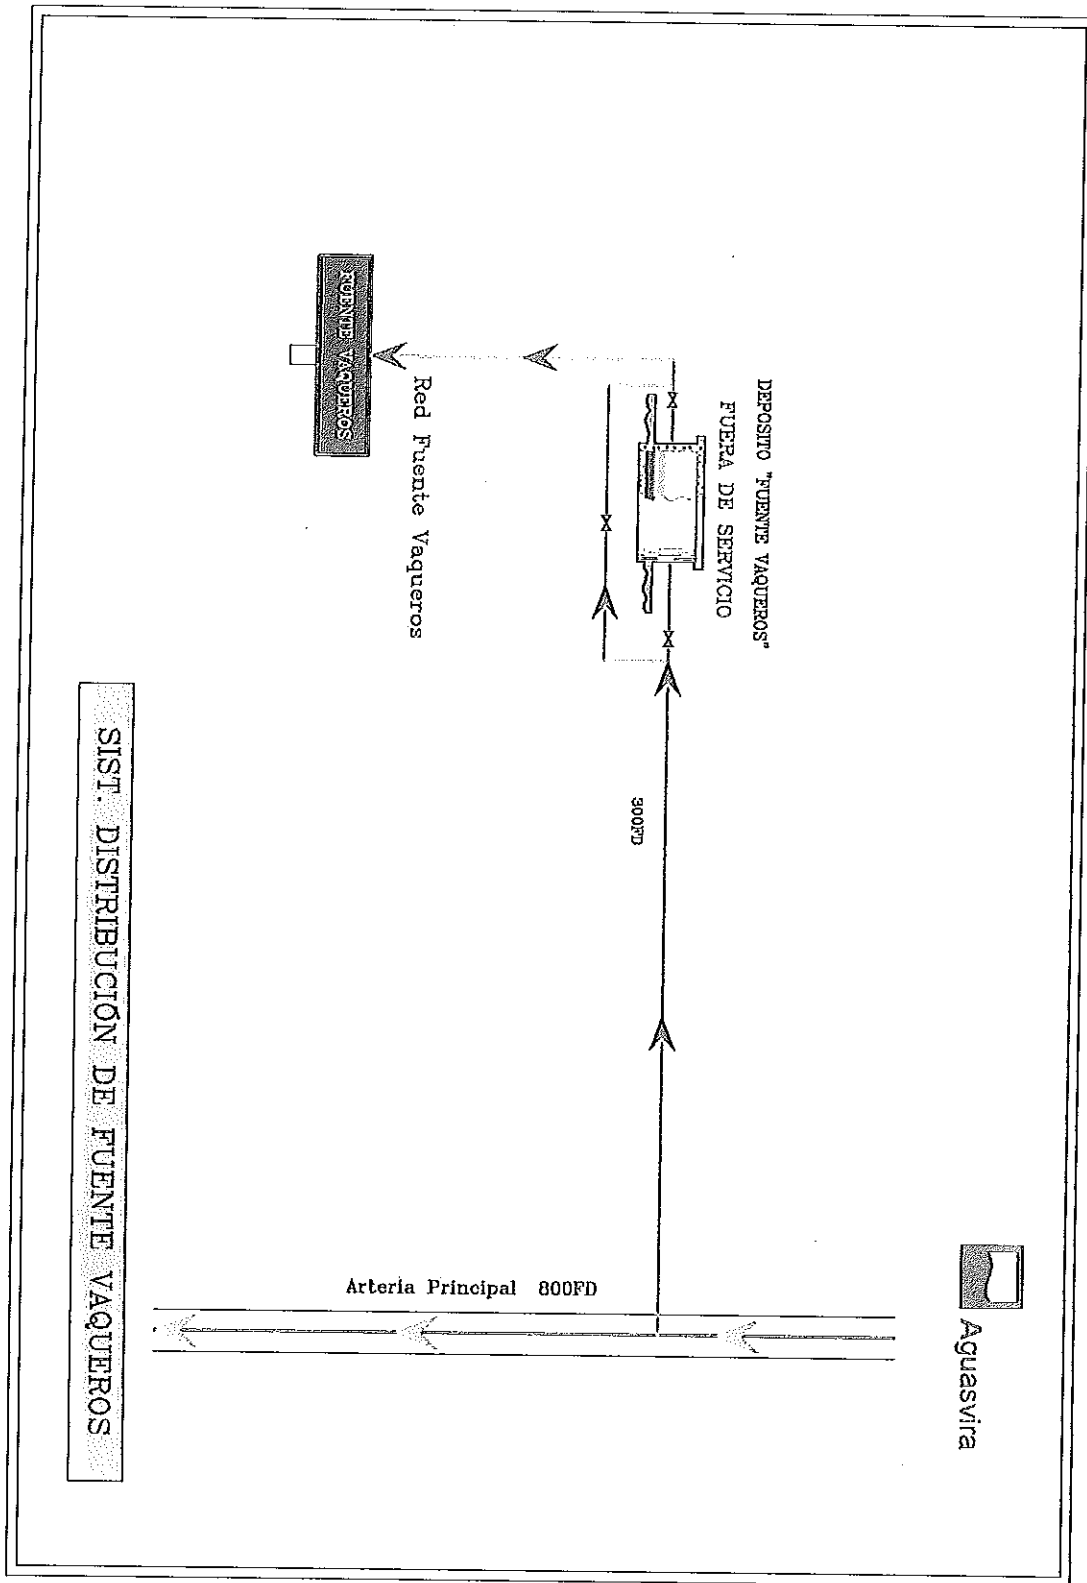 Aguasvira
DEPOSITO "FUENTE VAQUEROS"
FUERA DE SERVICIO
300FD
Arteria Principal 800FD
Red Fuente Vaqueros
FUENTE VAQUEROS
SIST. DISTRIBUCIÓN DE FUENTE VAQUEROS